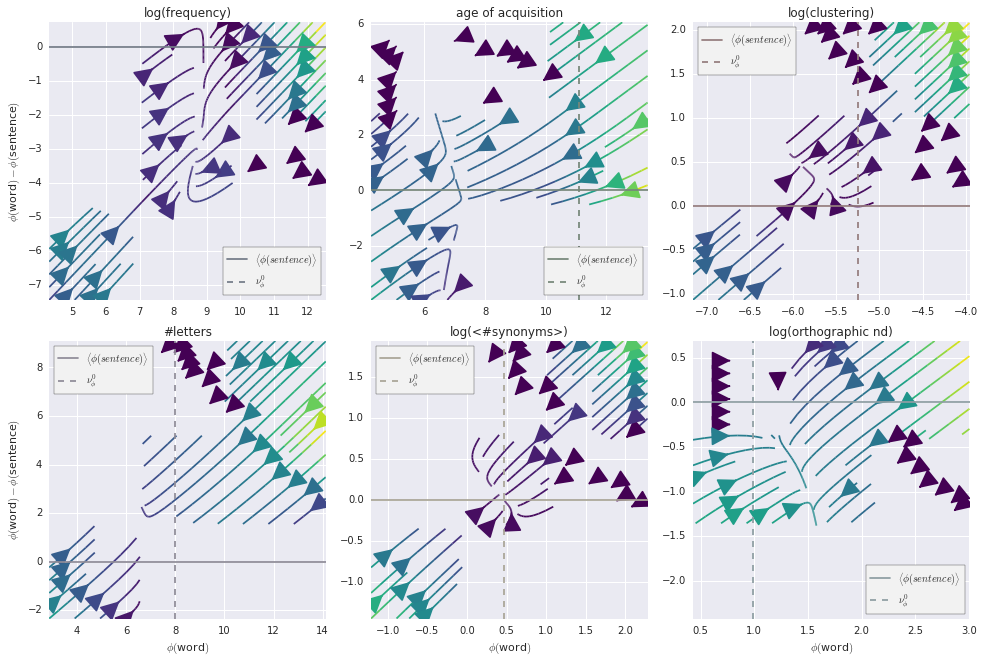 log(frequency)
0
−1
−2
−3
−4
−5
−6
−7
ϕ(word) − ϕ(sentence)
⟨ϕ(sentence)⟩
ν⁰ϕ
5 6 7 8 9 10 11 12
age of acquisition
6
4
2
0
−2
⟨ϕ(sentence)⟩
ν⁰ϕ
6 8 10 12
log(clustering)
⟨ϕ(sentence)⟩
ν⁰ϕ
2.0
1.5
1.0
0.5
0.0
−0.5
−1.0
−7.0 −6.5 −6.0 −5.5 −5.0 −4.5 −4.0
#letters
⟨ϕ(sentence)⟩
ν⁰ϕ
8
6
4
2
0
−2
ϕ(word) − ϕ(sentence)
4 6 8 10 12 14
ϕ(word)
log(<#synonyms>)
⟨ϕ(sentence)⟩
ν⁰ϕ
1.5
1.0
0.5
0.0
−0.5
−1.0
−1.0 −0.5 0.0 0.5 1.0 1.5 2.0
ϕ(word)
log(orthographic nd)
0.5
0.0
−0.5
−1.0
−1.5
−2.0
⟨ϕ(sentence)⟩
ν⁰ϕ
0.5 1.0 1.5 2.0 2.5 3.0
ϕ(word)